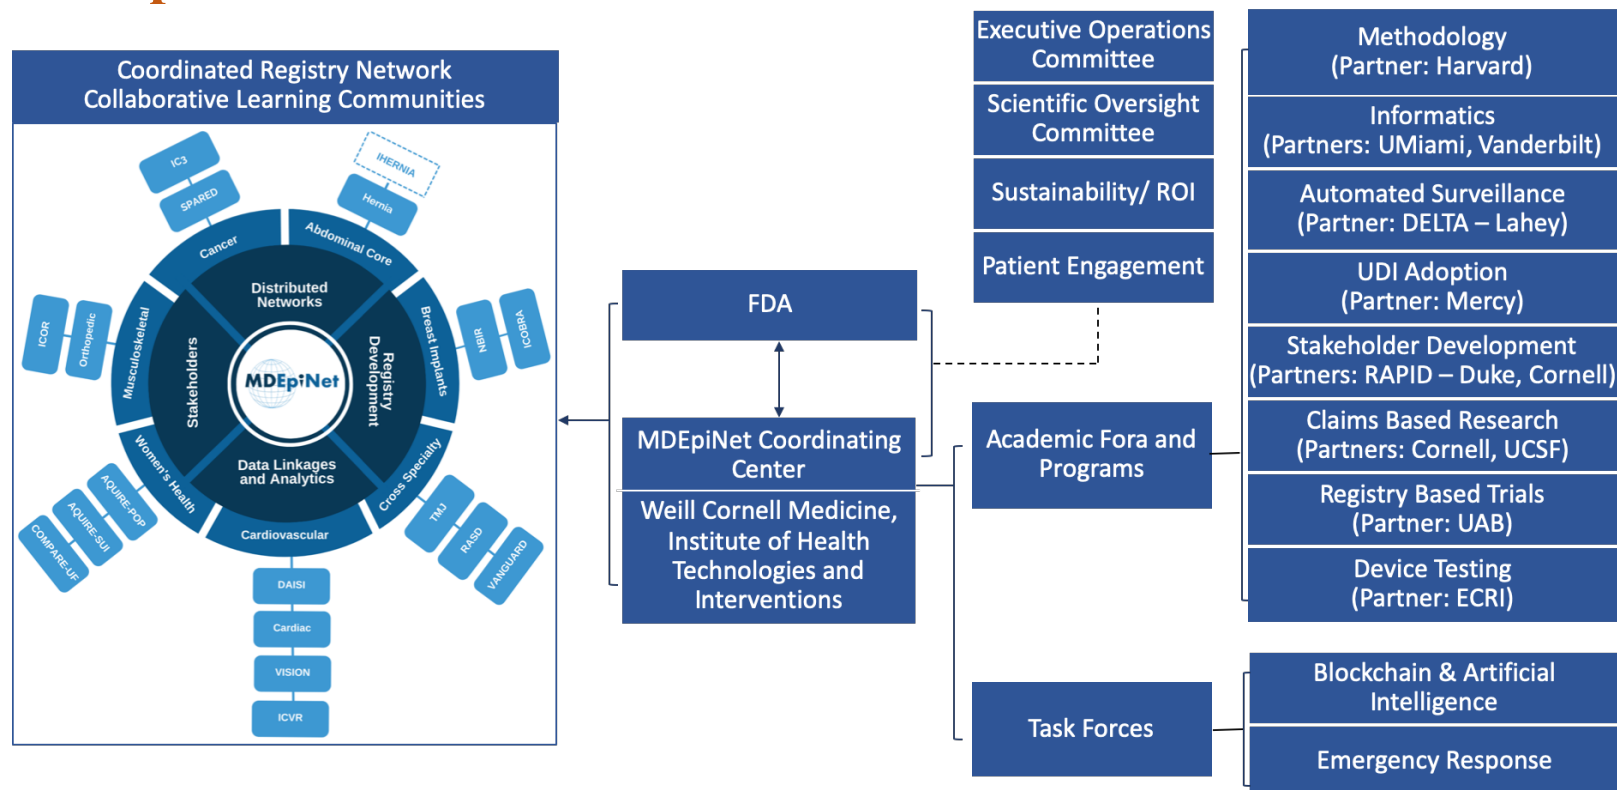 Coordinated Registry Network
Collaborative Learning Communities
IC3
SPARED
IHERNIA
Hernia
Cancer
Abdominal Core
Distributed
Networks
ICOR
Orthopedic
Musculoskeletal
Stakeholders
MDEpiNet
Registry
Development
Breast Implants
NBIR
ICOBRA
Women's Health
Data Linkages
and Analytics
Cross Specialty
Cardiovascular
AQUIRE-POP
AQUIRE-SUI
COMPARE-UF
TMJ
RASD
VANGUARD
DAISI
Cardiac
VISION
ICVR
FDA
MDEpiNet Coordinating
Center
Weill Cornell Medicine,
Institute of Health
Technologies and
Interventions
Executive Operations
Committee
Scientific Oversight
Committee
Sustainability/ ROI
Patient Engagement
Academic Fora and
Programs
Task Forces
Methodology
(Partner: Harvard)
Informatics
(Partners: UMiami, Vanderbilt)
Automated Surveillance
(Partner: DELTA – Lahey)
UDI Adoption
(Partner: Mercy)
Stakeholder Development
(Partners: RAPID – Duke, Cornell)
Claims Based Research
(Partners: Cornell, UCSF)
Registry Based Trials
(Partner: UAB)
Device Testing
(Partner: ECRI)
Blockchain & Artificial
Intelligence
Emergency Response